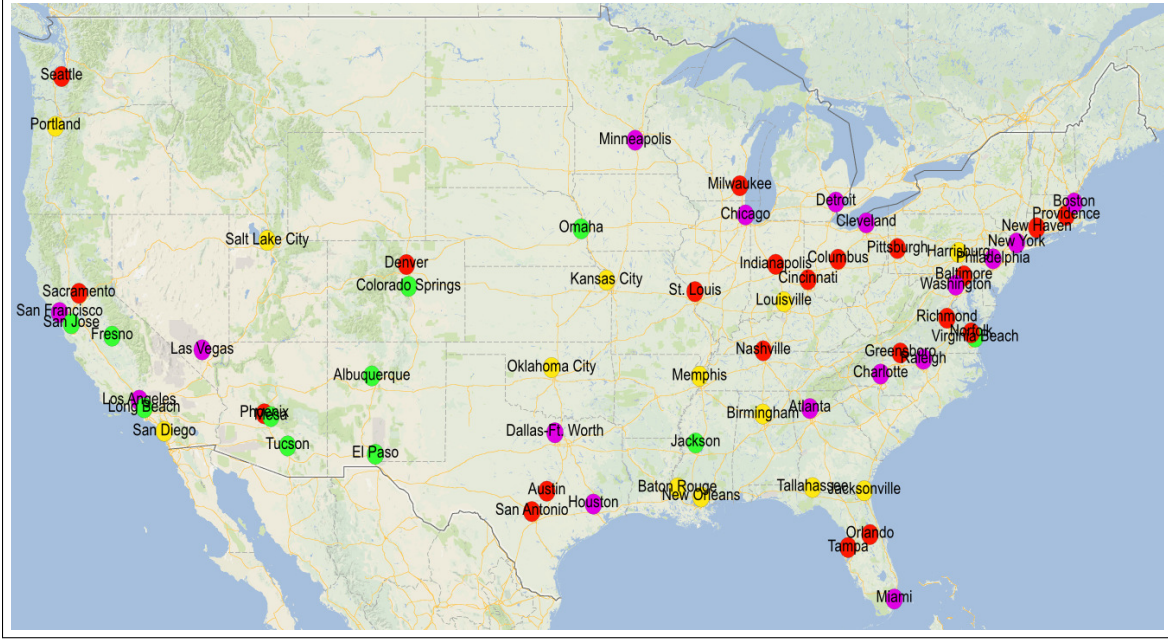 Seattle
Portland
Minneapolis
Milwaukee
Detroit
Boston
Chicago
Providence
Cleveland
New Haven
Omaha
Salt Lake City
New York
Pittsburgh
Harrisburg
Philadelphia
Denver
Indianapolis
Columbus
Baltimore
Kansas City
Cincinnati
Colorado Springs
Washington
Sacramento
St. Louis
Louisville
San Francisco
Richmond
San Jose
Fresno
Norfolk
Virginia Beach
Las Vegas
Nashville
Greensboro
Raleigh
Oklahoma City
Albuquerque
Memphis
Charlotte
Los Angeles
Long Beach
Phoenix
Mesa
Birmingham
Atlanta
San Diego
Dallas-Ft. Worth
Tucson
Jackson
El Paso
Austin
Baton Rouge
Tallahassee
Jacksonville
New Orleans
Houston
San Antonio
Orlando
Tampa
Miami